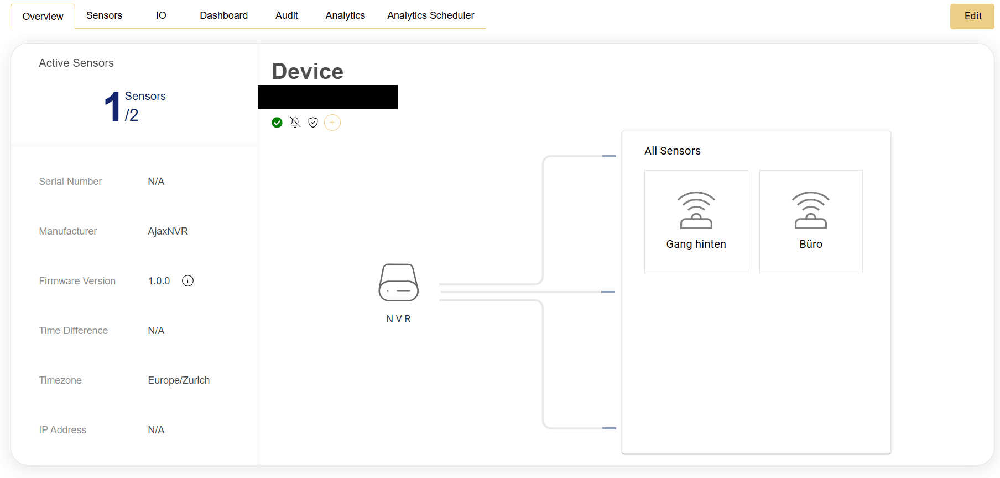 Overview
Sensors
IO
Dashboard
Audit
Analytics
Analytics Scheduler
Edit
Active Sensors
1
Sensors
/2
Serial Number N/A
Manufacturer AjaxNVR
Firmware Version 1.0.0
Time Difference N/A
Timezone Europe/Zurich
IP Address N/A
Device
NVR
All Sensors
Gang hinten
Büro